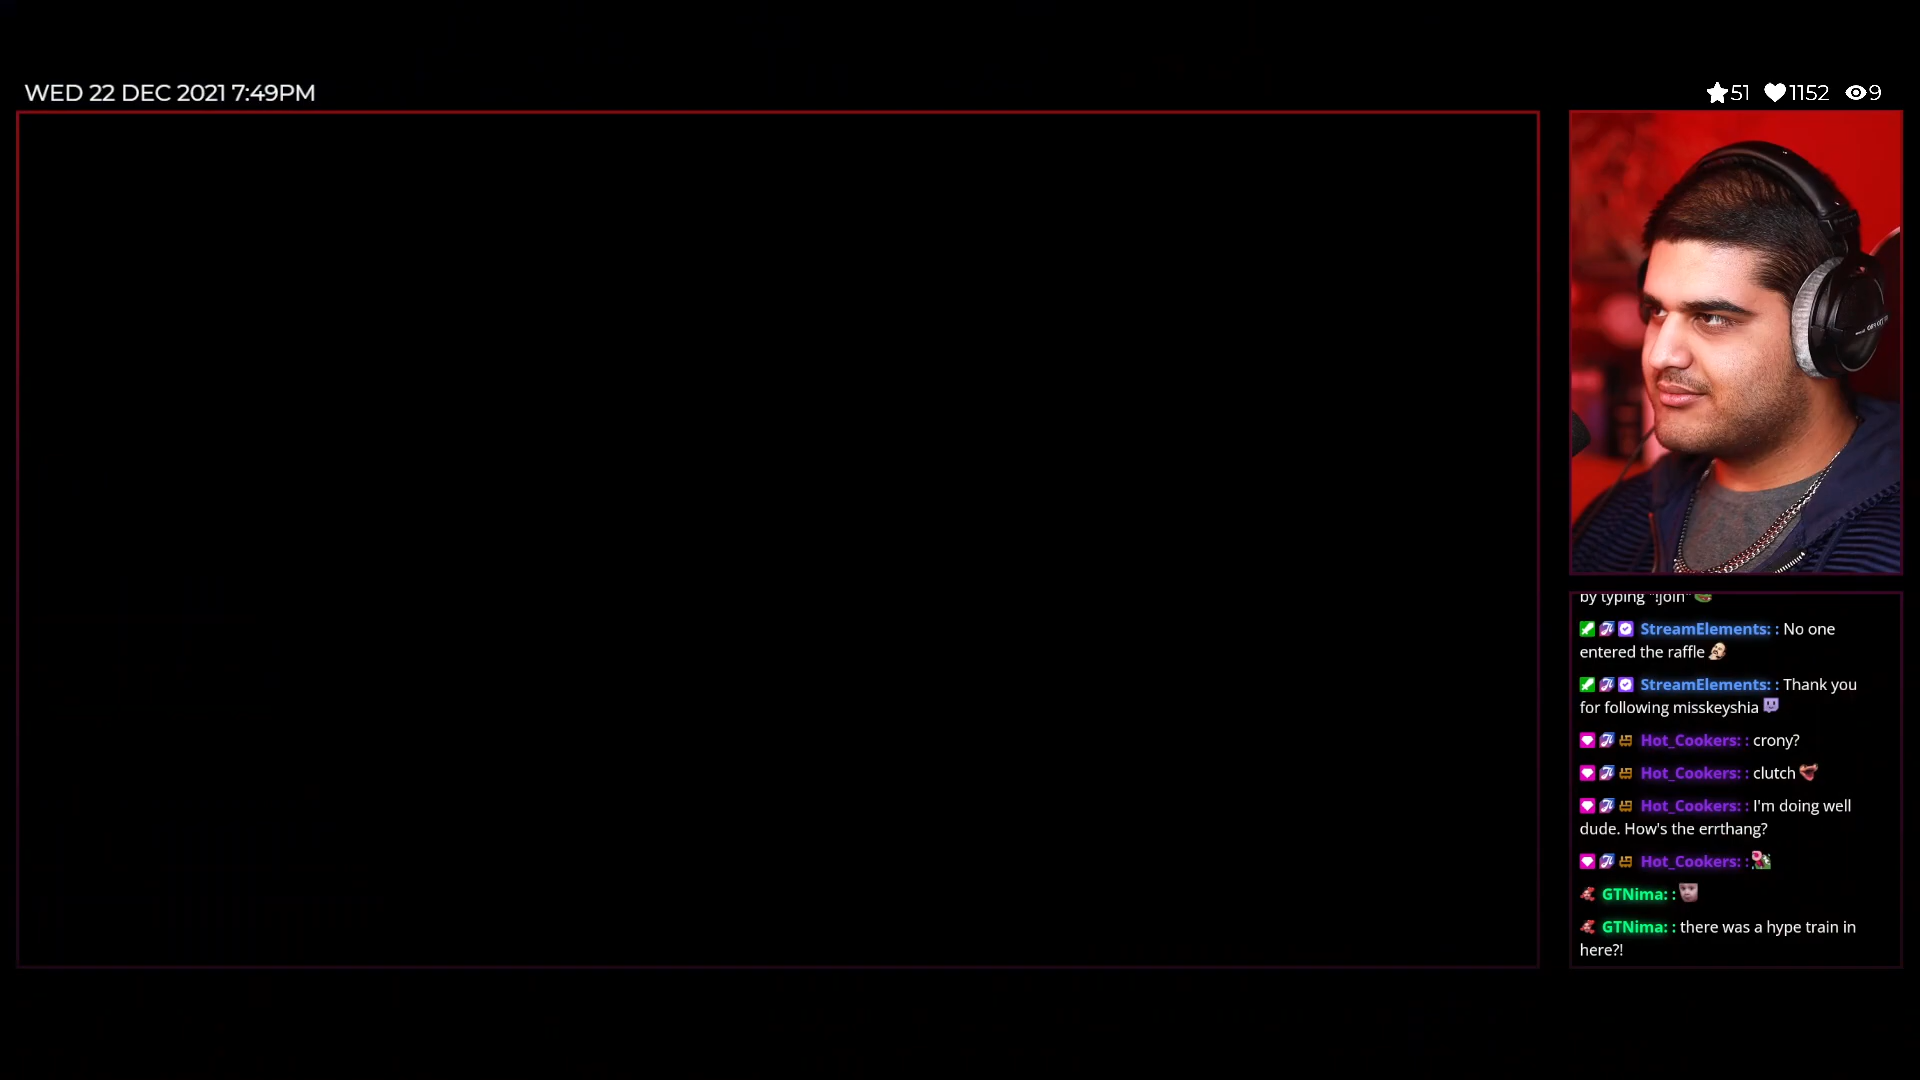 WED 22 DEC 2021 7:49PM
51 1152 9
by typing "!join"
StreamElements: : No one
entered the raffle
StreamElements: : Thank you
for following misskeyshia
Hot_Cookers: : crony?
Hot_Cookers: : clutch
Hot_Cookers: : I'm doing well
dude. How's the errthang?
Hot_Cookers: :
GTNima: :
GTNima: : there was a hype train in
here?!